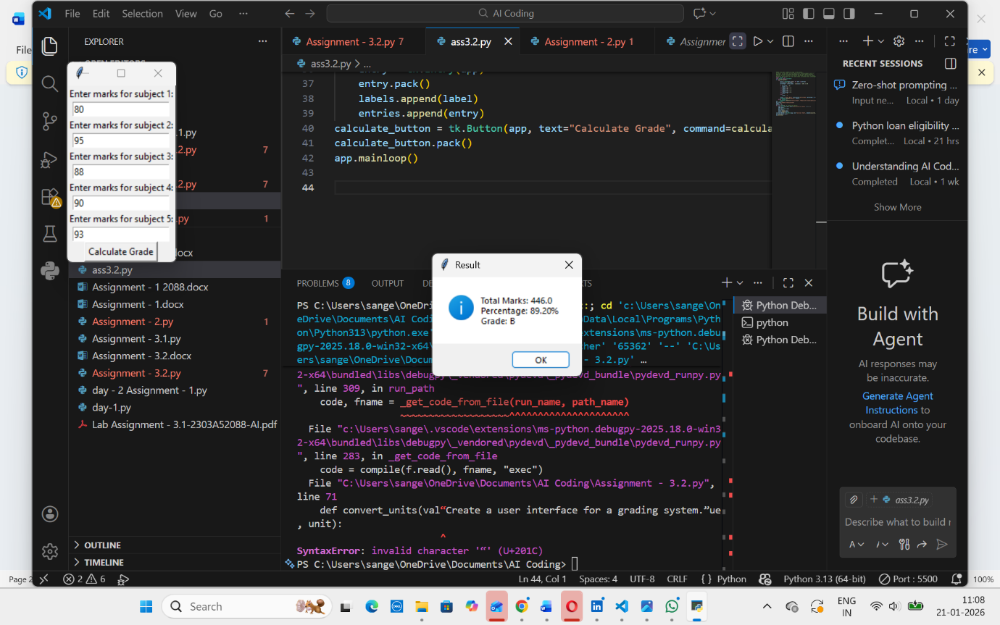 File Edit Selection View Go ··· AI Coding
File
EXPLORER
Assignment - 3.2.py 7
ass3.2.py
Assignment - 2.py 1
Assignmer
ass3.2.py > ...
Enter marks for subject 1:
80
Enter marks for subject 2:
95
Enter marks for subject 3:
88
Enter marks for subject 4:
90
Enter marks for subject 5:
93
Calculate Grade
.1.py
.2.py 7
.2.py 7
.py 1
ocx
ass3.2.py
Assignment - 1 2088.docx
Assignment - 1.docx
Assignment - 2.py 1
Assignment - 3.1.py
Assignment - 3.2.docx
Assignment - 3.2.py 7
day - 2 Assignment - 1.py
day-1.py
Lab Assignment - 3.1-2303A52088-AI.pdf
OUTLINE
TIMELINE
37 entry.pack()
38 labels.append(label)
39 entries.append(entry)
40 calculate_button = tk.Button(app, text="Calculate Grade", command=calcula
41 calculate_button.pack()
42 app.mainloop()
43
44
PROBLEMS 8 OUTPUT DE TS
Result
Total Marks: 446.0
Percentage: 89.20%
Grade: B
OK
PS C:\Users\sange\OneDriv :; cd 'c:\Users\sange\On
eDrive\Documents\AI Codi Data\Local\Programs\Pyth
on\Python313\python.exe' xtensions\ms-python.debu
gpy-2025.18.0-win32-x64\ her' '65362' '--' 'C:\Us
ers\sange\OneDrive\Docum - 3.2.py' …
2-x64\bundled\libs\debugpy\_vendored\pydevd\_pydevd_bundle\pydevd_runpy.py
", line 309, in run_path
code, fname = _get_code_from_file(run_name, path_name)
~~~~~~~~~~~~~~~~~~~^^^^^^^^^^^^^^^^^^^^^
File "c:\Users\sange\.vscode\extensions\ms-python.debugpy-2025.18.0-win3
2-x64\bundled\libs\debugpy\_vendored\pydevd\_pydevd_bundle\pydevd_runpy.py
", line 283, in _get_code_from_file
code = compile(f.read(), fname, "exec")
File "C:\Users\sange\OneDrive\Documents\AI Coding\Assignment - 3.2.py",
line 71
def convert_units(val“Create a user interface for a grading system.”ue
, unit):
^
SyntaxError: invalid character '“' (U+201C)
PS C:\Users\sange\OneDrive\Documents\AI Coding>
Python Deb...
python
Python Deb...
RECENT SESSIONS
Zero-shot prompting ...
Input ne... Local • 1 day
Python loan eligibility ...
Complet... Local • 21 hrs
Understanding AI Cod...
Completed Local • 1 wk
Show More
Build with
Agent
AI responses may
be inaccurate.
Generate Agent
Instructions to
onboard AI onto your
codebase.
ass3.2.py
Describe what to build n
Page 2
2 6 Ln 44, Col 1 Spaces: 4 UTF-8 CRLF { } Python Python 3.13 (64-bit) Port : 5500
100%
Search
ENG
IN
11:08
21-01-2026